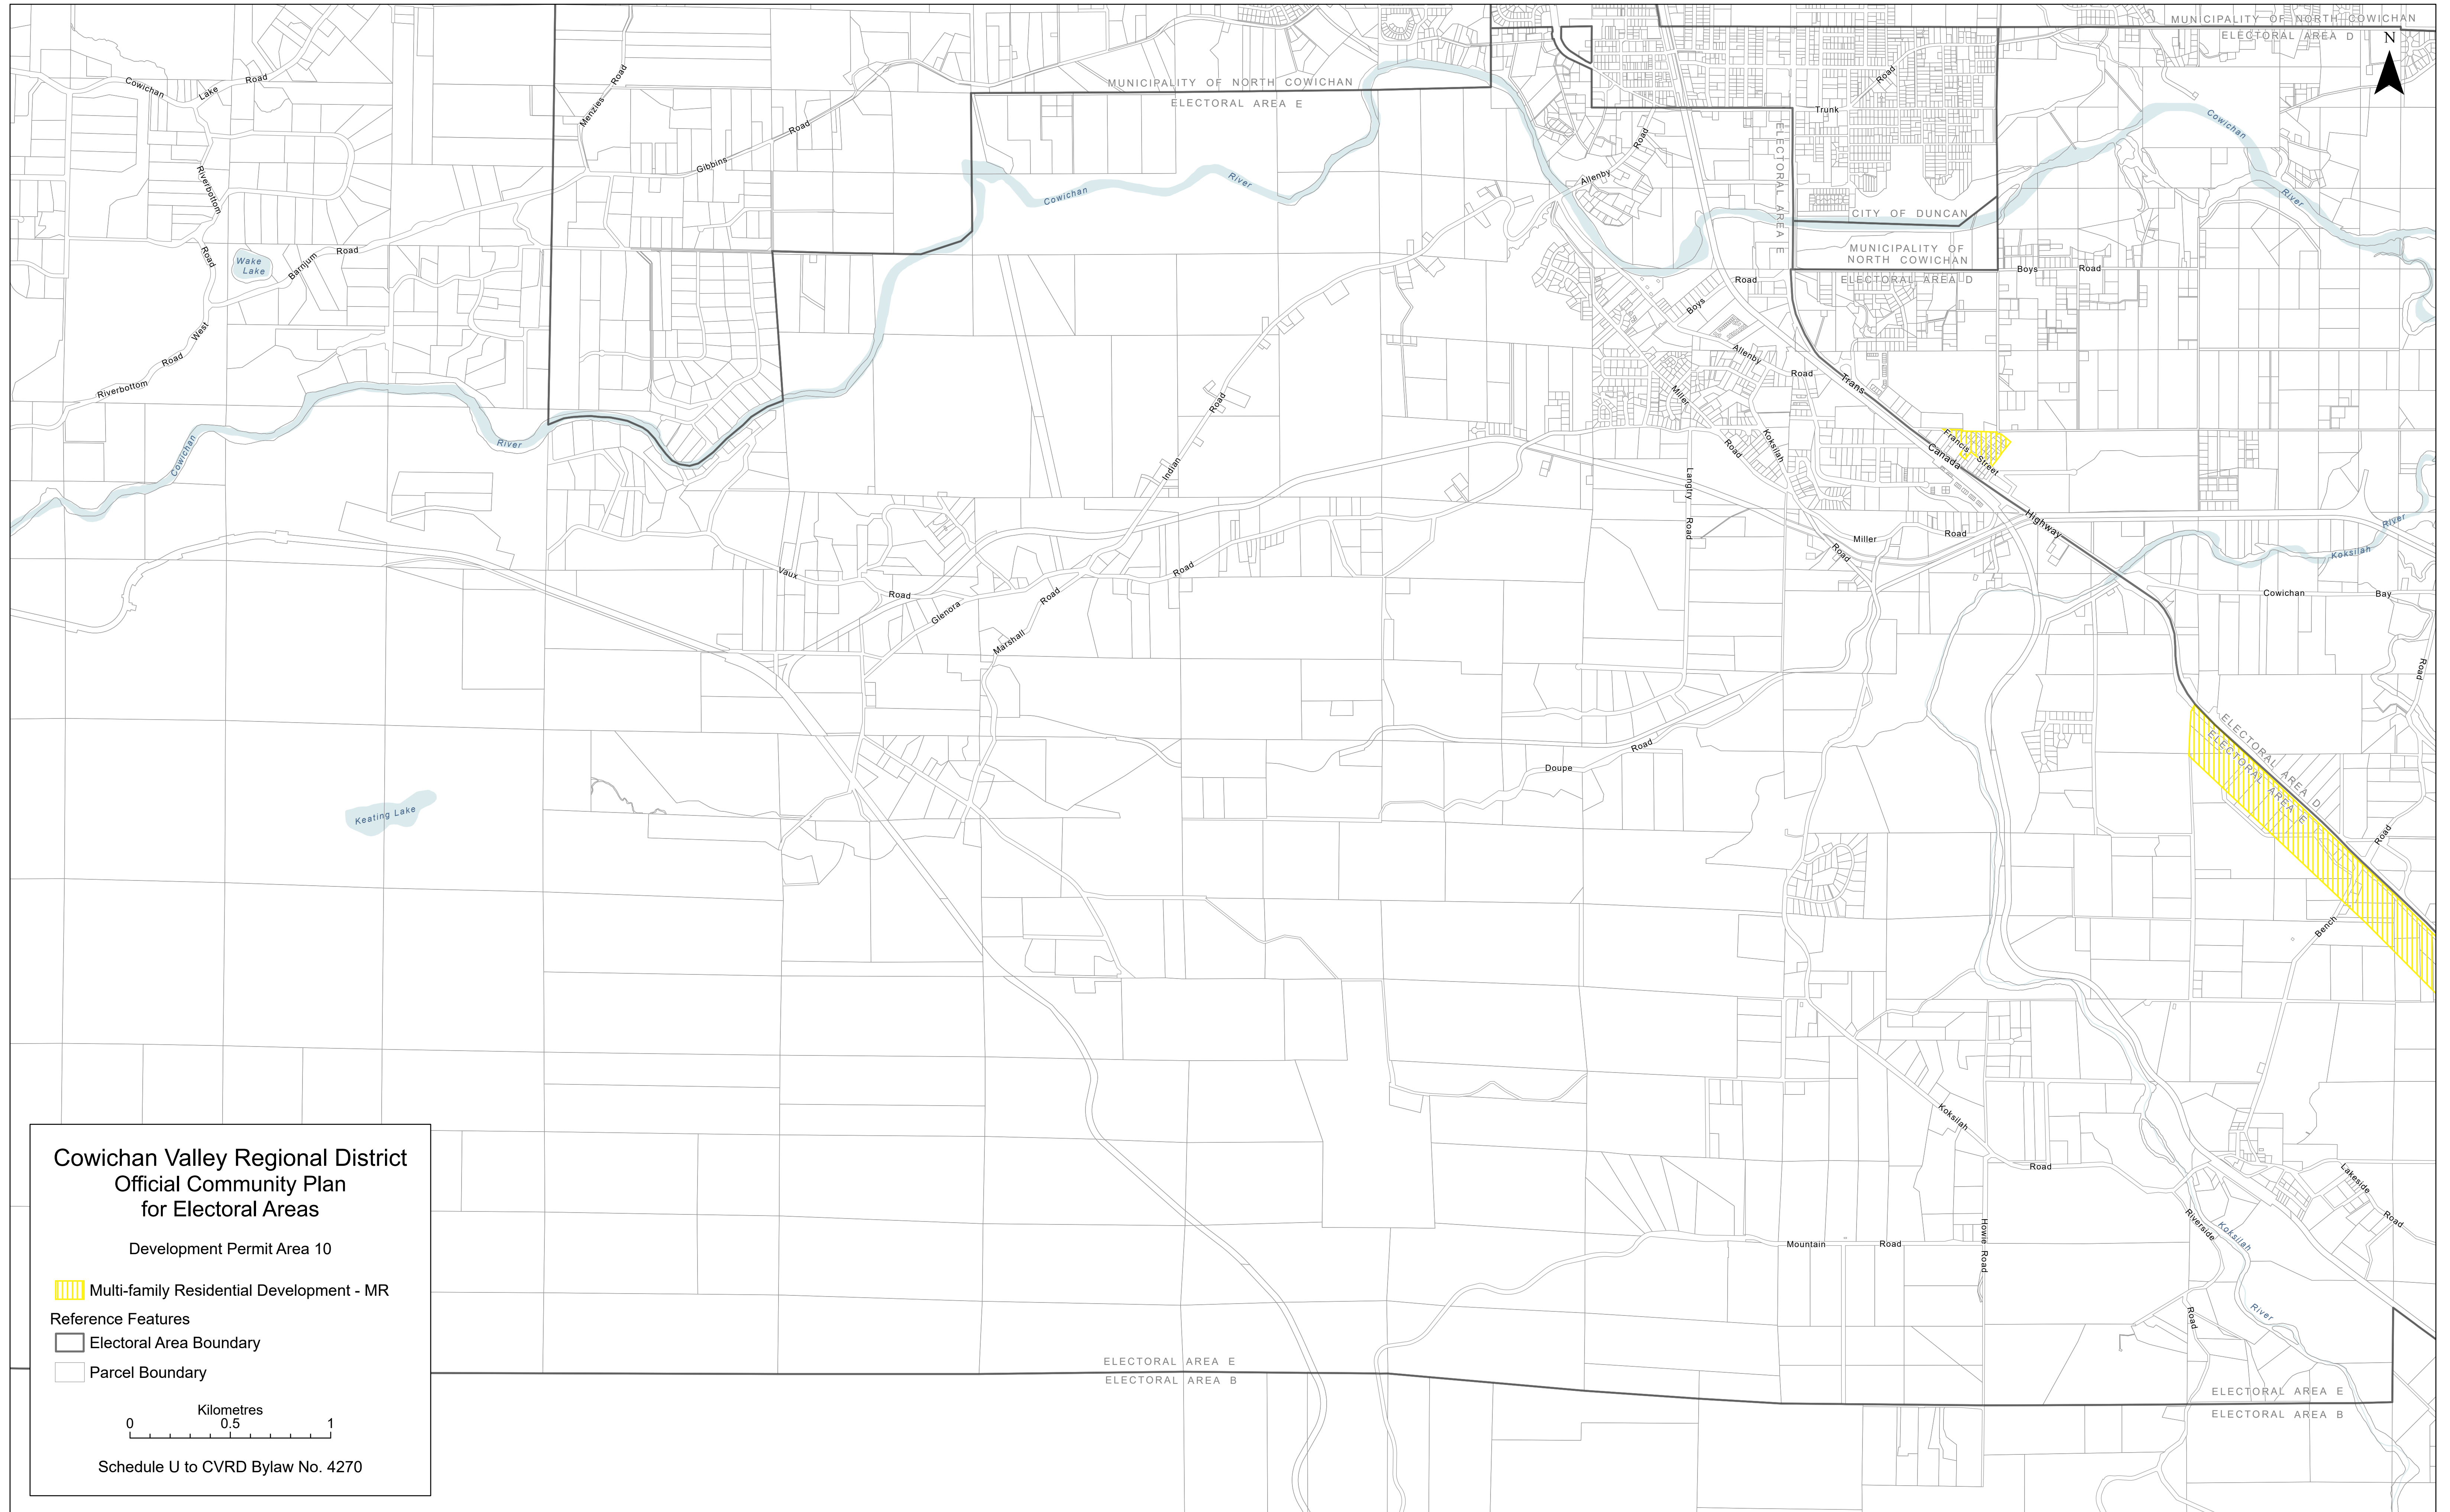 MUNICIPALITY OF NORTH COWICHAN
ELECTORAL AREA D
N
MUNICIPALITY OF NORTH COWICHAN
ELECTORAL AREA E
Cowichan Lake Road
Menzies Road
Gibbins Road
Trunk Road
Allenby Road
ELECTORAL AREA E
CITY OF DUNCAN
MUNICIPALITY OF
NORTH COWICHAN
ELECTORAL AREA D
Cowichan River
Cowichan River
Riverbottom Road
Wake
Lake
Barnjum Road
Riverbottom Road West
Cowichan River
Boys Road
Boys Road
Allenby Road
Trans Canada Highway
Francis Street
Miller Road
Koksilah Road
Langtry Road
Miller Road
Indian Road
Vaux Road
Glenora Road
Marshall Road
Koksilah River
Cowichan Bay Road
Doupe Road
Keating Lake
ELECTORAL AREA D
ELECTORAL AREA E
Bench Road
Koksilah Road
Lakeside Road
Riverside Road
Koksilah River
Howie Road
Mountain Road
ELECTORAL AREA E
ELECTORAL AREA B
ELECTORAL AREA E
ELECTORAL AREA B
Cowichan Valley Regional District
Official Community Plan
for Electoral Areas
Development Permit Area 10
Multi-family Residential Development - MR
Reference Features
Electoral Area Boundary
Parcel Boundary
Kilometres
0 0.5 1
Schedule U to CVRD Bylaw No. 4270